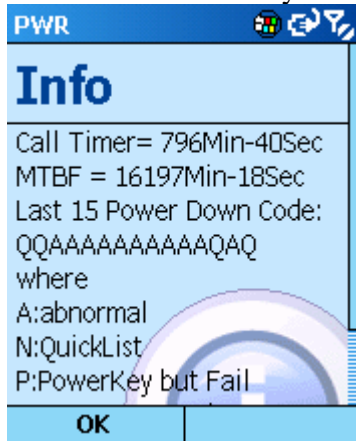 PWR
Info
Call Timer= 796Min-40Sec
MTBF = 16197Min-18Sec
Last 15 Power Down Code:
QQAAAAAAAAAAQAQ
where
A:abnormal
N:QuickList
P:PowerKey but Fail
OK